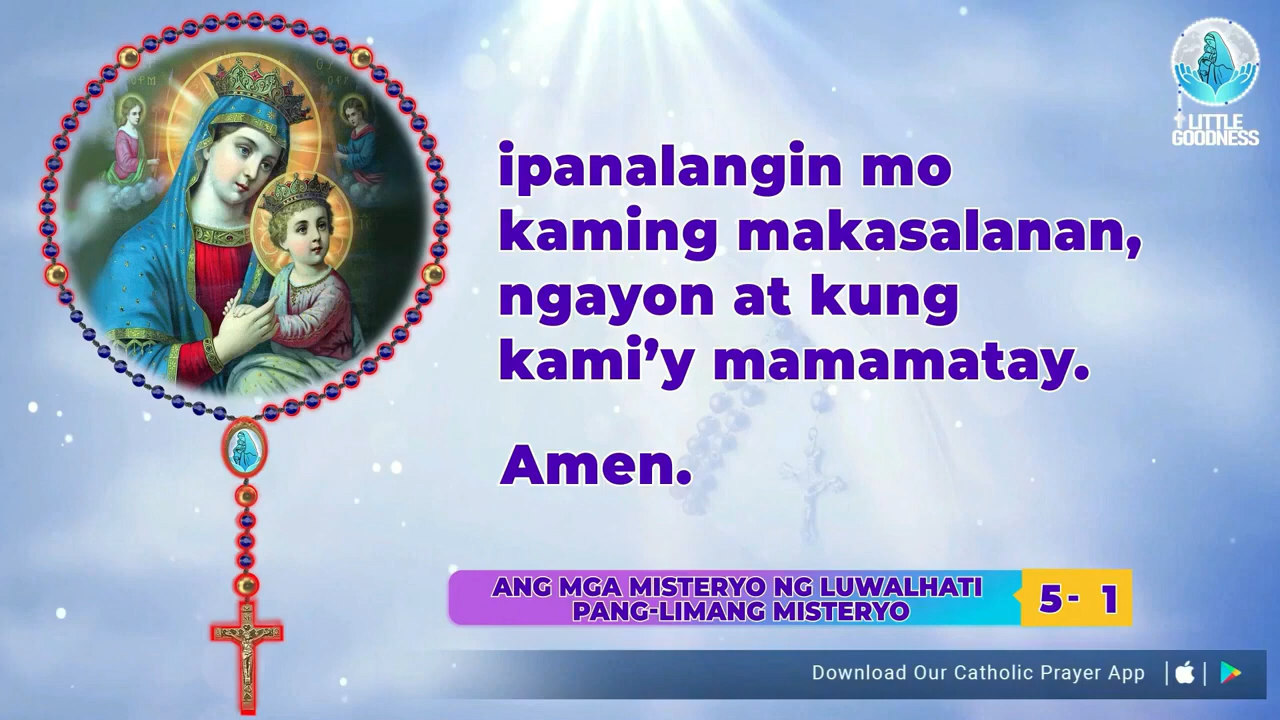 LITTLE
GOODNESS
ipanalangin mo
kaming makasalanan,
ngayon at kung
kami’y mamamatay.
Amen.
ANG MGA MISTERYO NG LUWALHATI
PANG-LIMANG MISTERYO
5- 1
Download Our Catholic Prayer App